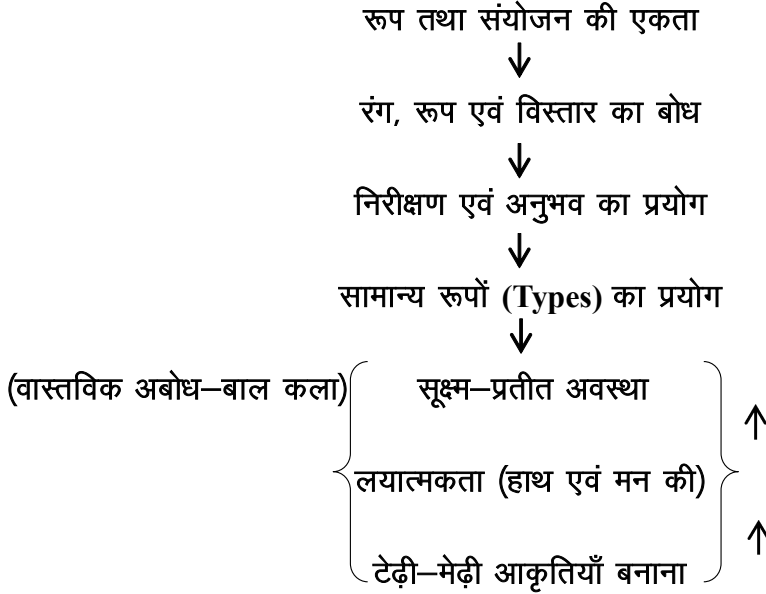 रूप तथा संयोजन की एकता
रंग, रूप एवं विस्तार का बोध
निरीक्षण एवं अनुभव का प्रयोग
सामान्य रूपों (Types) का प्रयोग
(वास्तविक अबोध–बाल कला) सूक्ष्म–प्रतीत अवस्था
लयात्मकता (हाथ एवं मन की)
टेढ़ी–मेढ़ी आकृतियाँ बनाना